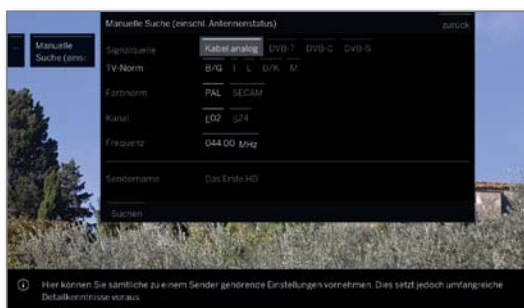 Manuelle Suche (einschl. Antennenstatus)
zurück
Manuelle
Suche (eins
Signalquelle Kabel analog DVB-T DVB-C DVB-S
TV-Norm B/G I L D/K M
Farbnorm PAL SECAM
Kanal E02 S24
Frequenz 044.00 MHz
Sendername Das Erste HD
Suchen
Hier können Sie sämtliche zu einem Sender gehörende Einstellungen vornehmen. Dies setzt jedoch umfangreiche
Detailkenntnisse voraus.